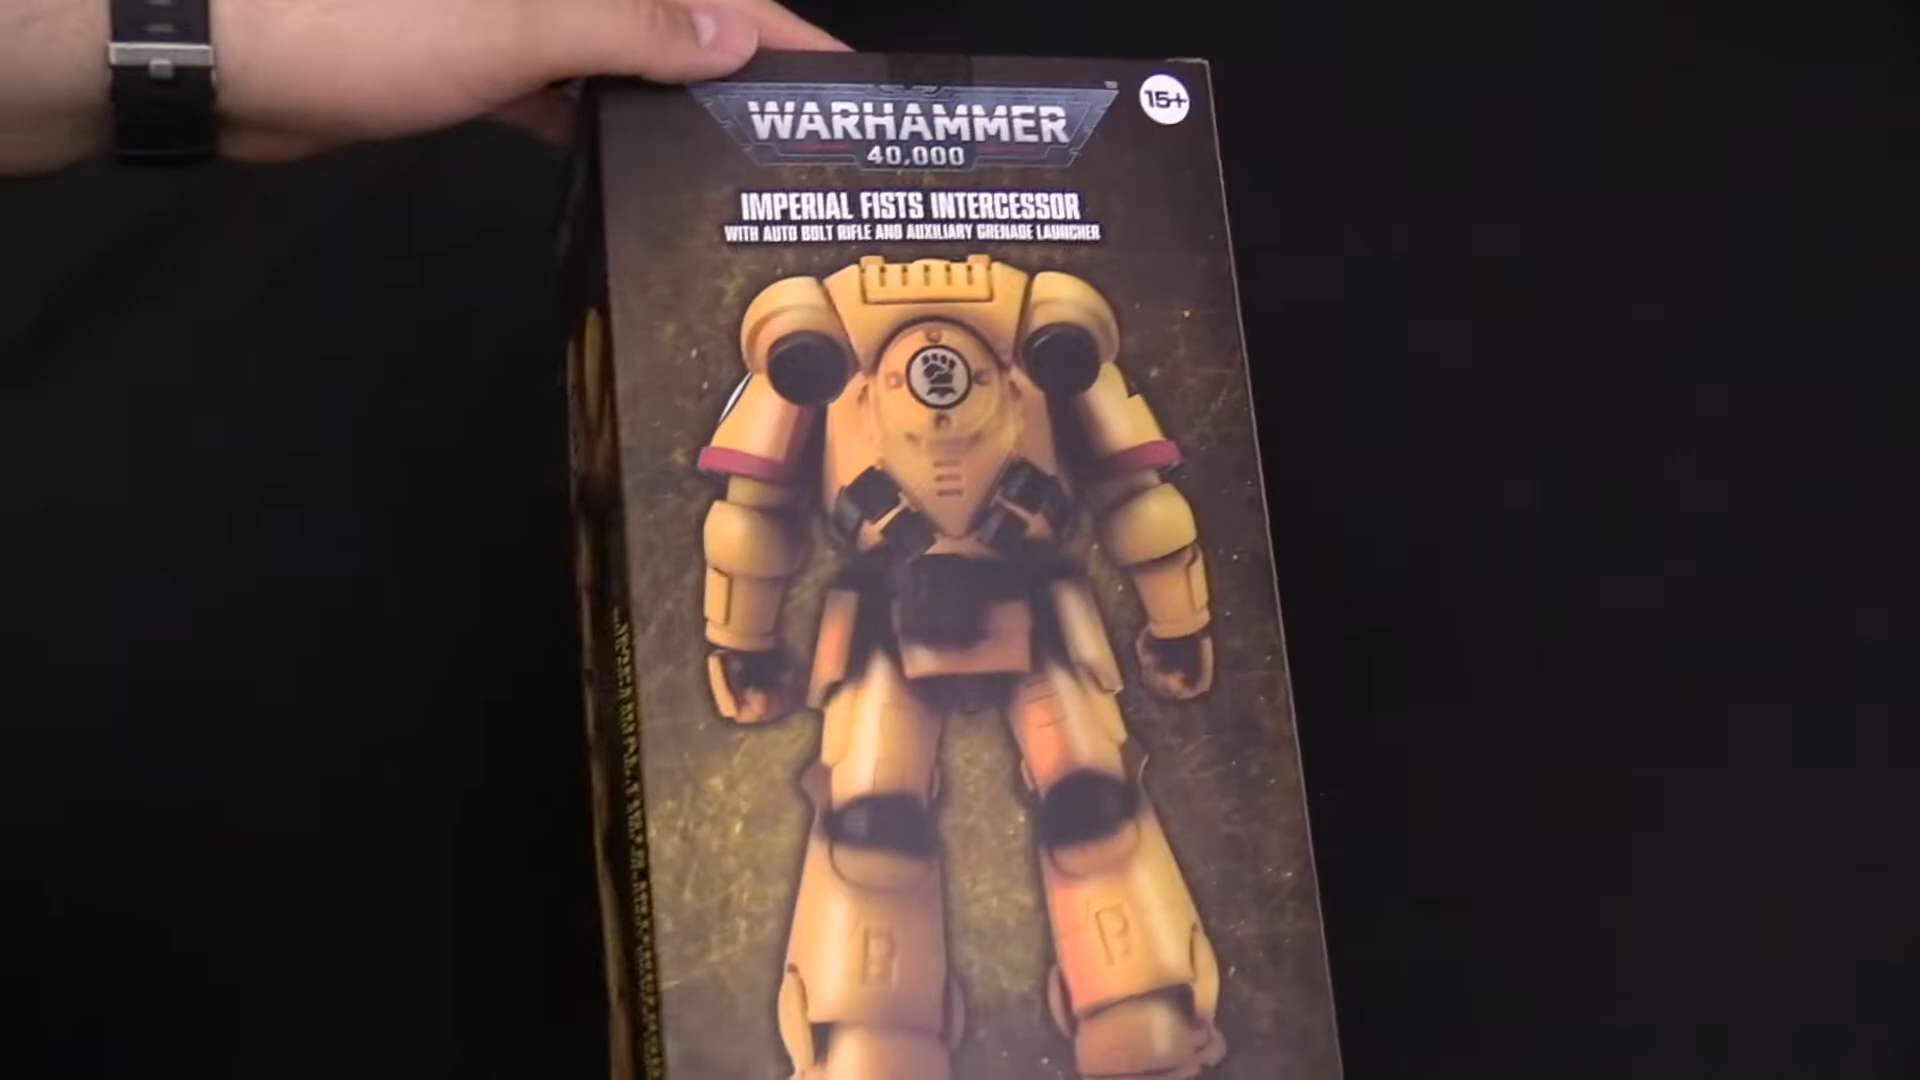 WARHAMMER
40,000
15+
IMPERIAL FISTS INTERCESSOR
WITH AUTO BOLT RIFLE AND AUXILIARY GRENADE LAUNCHER